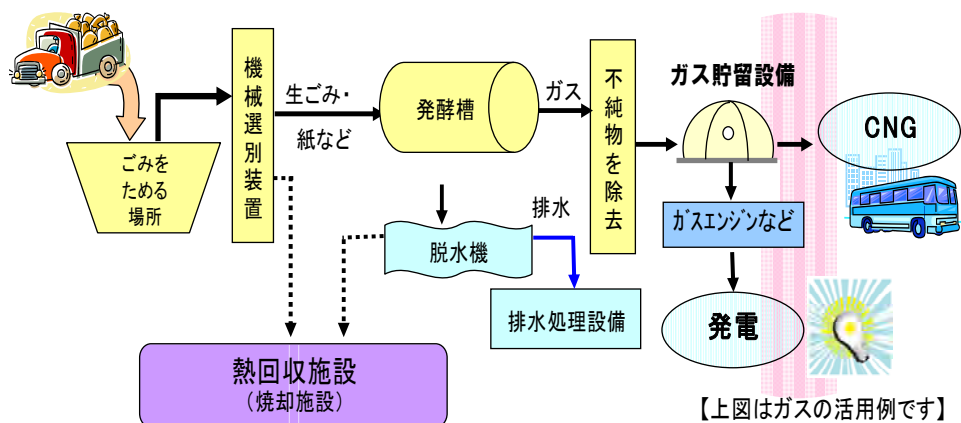 ごみを
ためる
場所
機械選別装置
生ごみ・
紙など
発酵槽
ガス
不純物を除去
ガス貯留設備
CNG
ガスエンジンなど
発電
脱水機
排水
排水処理設備
熱回収施設
（焼却施設）
【上図はガスの活用例です】